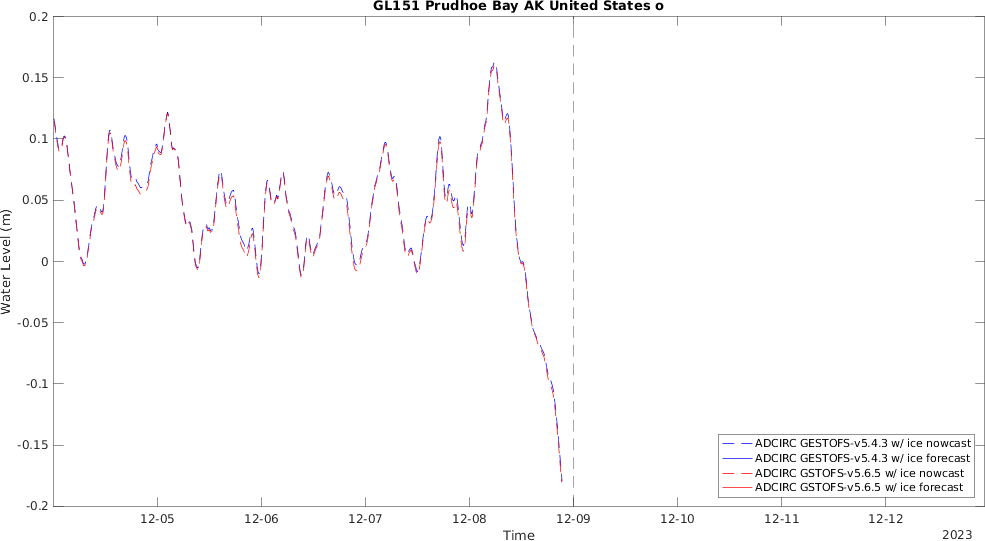 GL151 Prudhoe Bay AK United States o
0.2
0.15
0.1
0.05
0
-0.05
-0.1
-0.15
-0.2
Water Level (m)
ADCIRC GESTOFS-v5.4.3 w/ ice nowcast
ADCIRC GESTOFS-v5.4.3 w/ ice forecast
ADCIRC GSTOFS-v5.6.5 w/ ice nowcast
ADCIRC GSTOFS-v5.6.5 w/ ice forecast
12-05 12-06 12-07 12-08 12-09 12-10 12-11 12-12
Time
2023